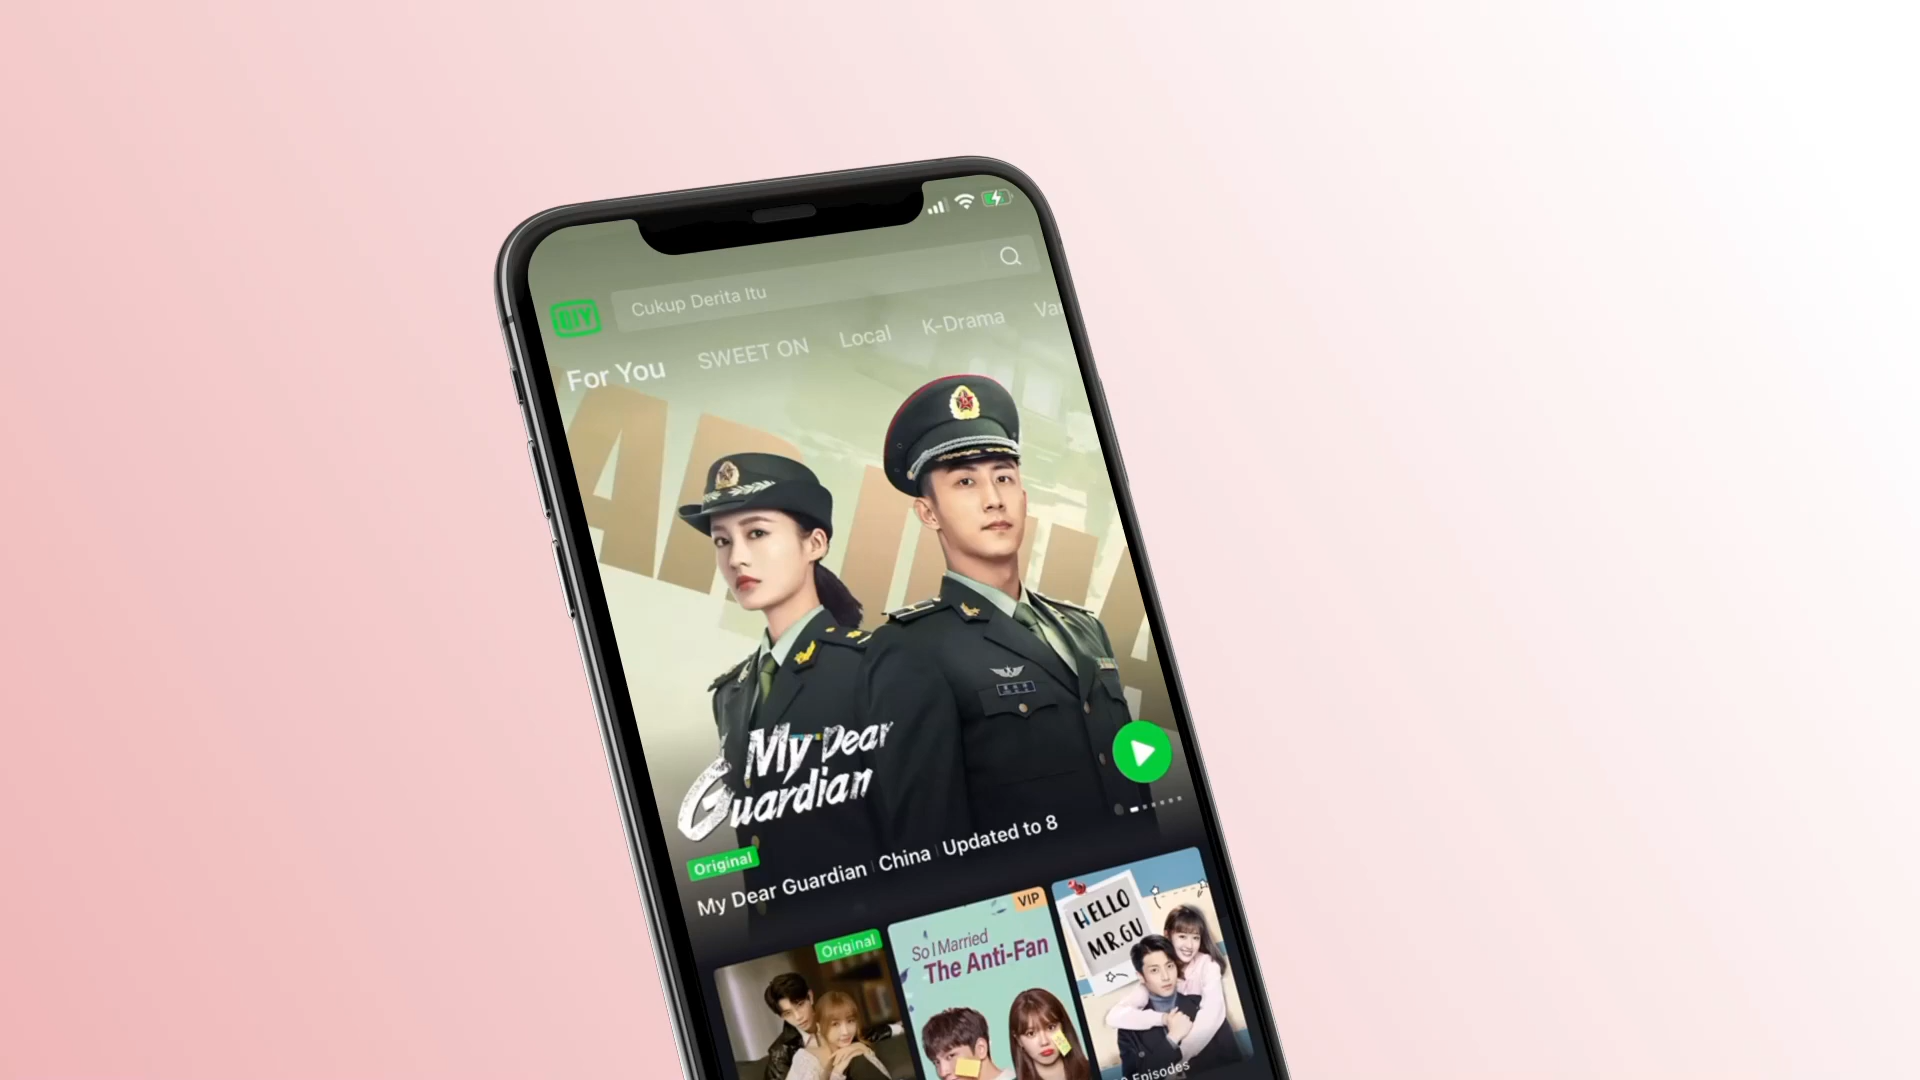 Cukup Derita Itu
QIY
For You
SWEET ON
Local
K-Drama
My Dear
Guardian
Original
My Dear Guardian
China
Updated to 8
Original
VIP
So I Married
The Anti-Fan
HELLO
MR.GU
Episodes